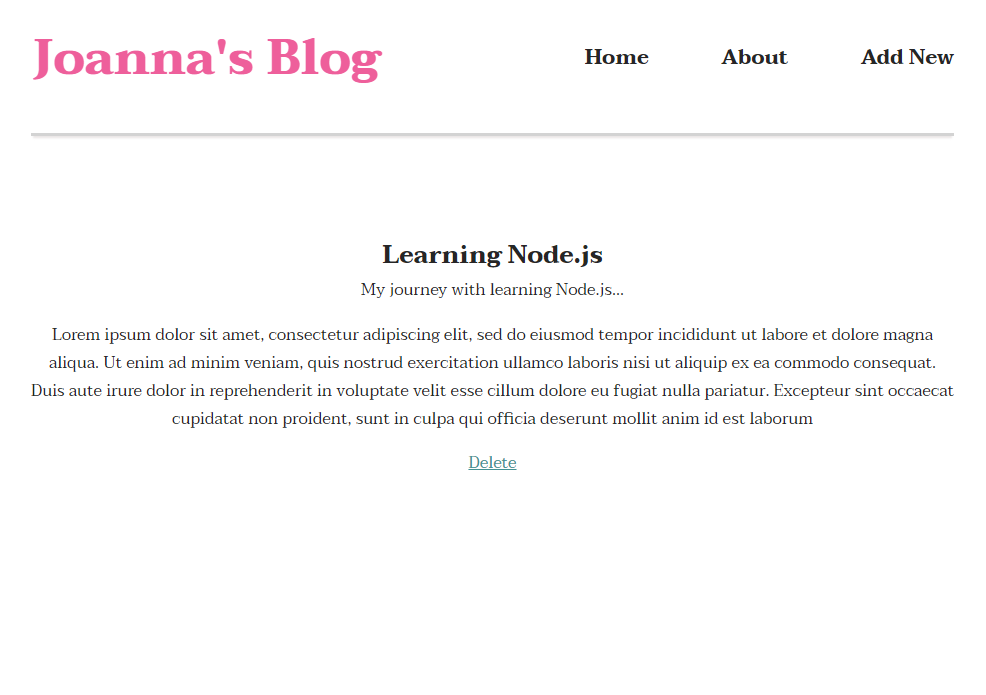 Joanna's Blog
Home About Add New
Learning Node.js
My journey with learning Node.js...
Lorem ipsum dolor sit amet, consectetur adipiscing elit, sed do eiusmod tempor incididunt ut labore et dolore magna
aliqua. Ut enim ad minim veniam, quis nostrud exercitation ullamco laboris nisi ut aliquip ex ea commodo consequat.
Duis aute irure dolor in reprehenderit in voluptate velit esse cillum dolore eu fugiat nulla pariatur. Excepteur sint occaecat
cupidatat non proident, sunt in culpa qui officia deserunt mollit anim id est laborum
Delete